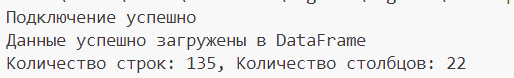 Подключение успешно
Данные успешно загружены в DataFrame
Количество строк: 135, Количество столбцов: 22